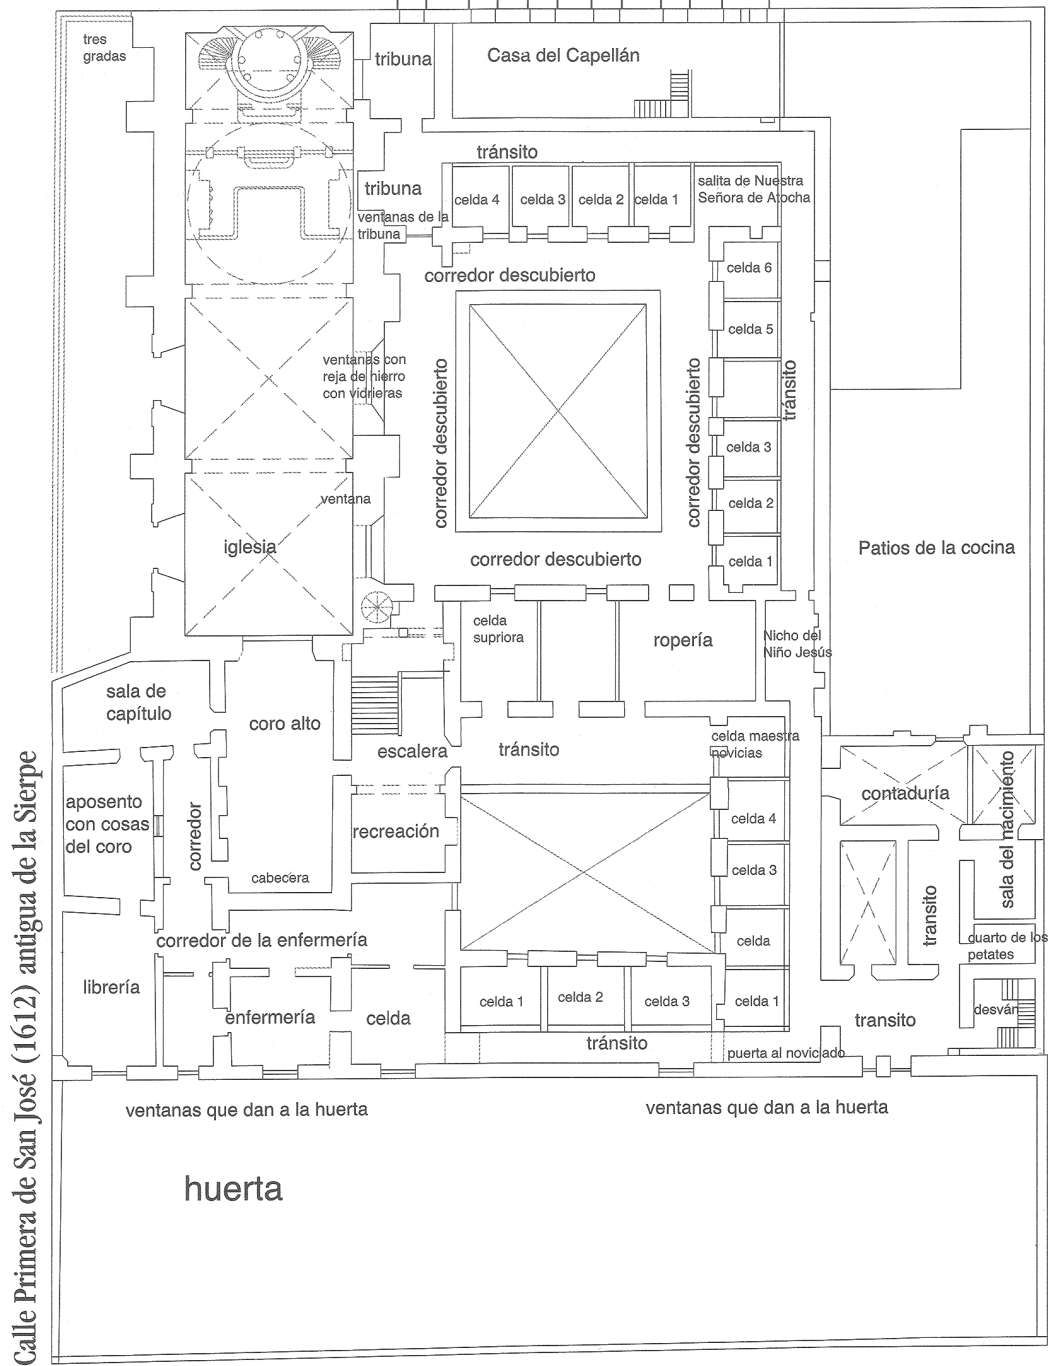 tres
gradas
tribuna
Casa del Capellán
tránsito
tribuna
ventanas de la
tribuna
celda 4
celda 3
celda 2
celda 1
salita de Nuestra
Señora de Atocha
corredor descubierto
celda 6
celda 5
celda 3
celda 2
celda 1
tránsito
corredor descubierto
corredor descubierto
corredor descubierto
ventanas con
reja de hierro
con vidrieras
ventana
iglesia
Patios de la cocina
celda
supriora
ropería
Nicho del
Niño Jesús
sala de
capítulo
coro alto
escalera
tránsito
celda maestra
novicias
aposento
con cosas
del coro
corredor
recreación
cabecera
celda 4
celda 3
celda
celda 1
contaduría
sala del nacimiento
transito
cuarto de los
petates
desván
transito
corredor de la enfermería
librería
enfermería
celda
celda 1
celda 2
celda 3
tránsito
puerta al noviciado
ventanas que dan a la huerta
ventanas que dan a la huerta
huerta
Calle Primera de San José (1612) antigua de la Sierpe